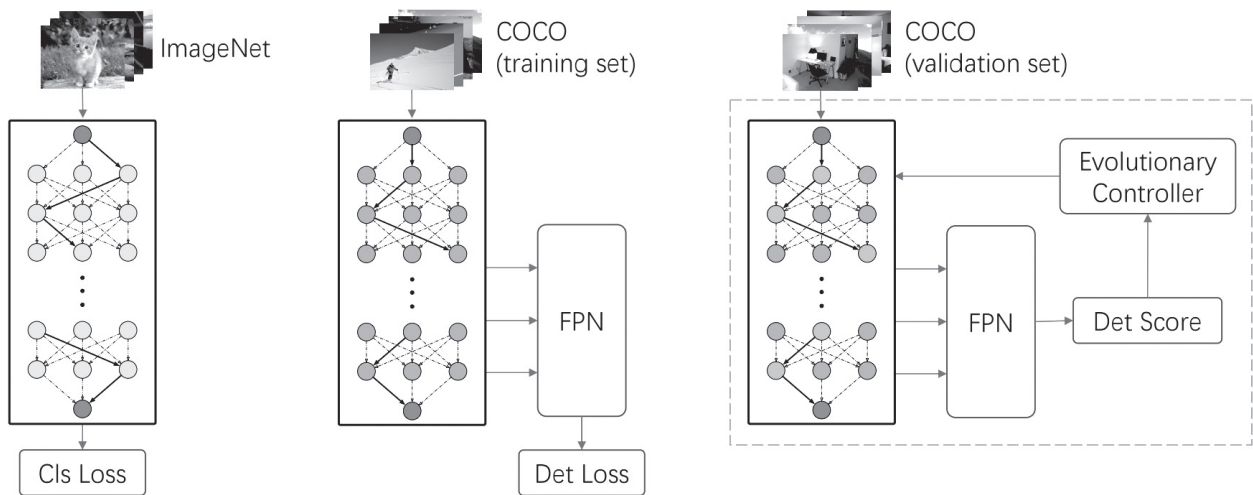 ImageNet
COCO
(training set)
COCO
(validation set)
Evolutionary
Controller
FPN
FPN
Det Score
Cls Loss
Det Loss